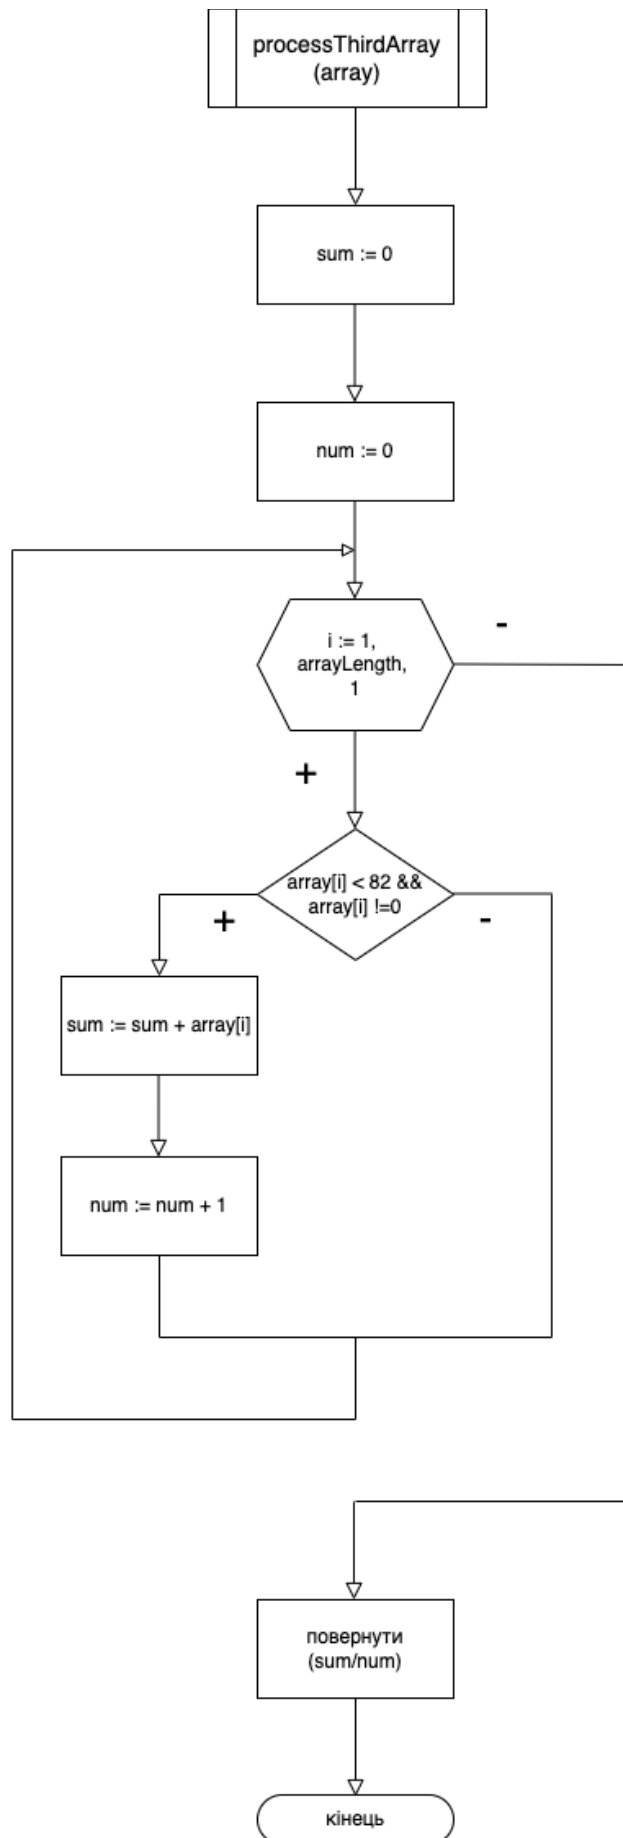 processThirdArray
(array)
sum := 0
num := 0
i := 1,
arrayLength,
1
-
+
array[i] < 82 &&
array[i] !=0
+
-
sum := sum + array[i]
num := num + 1
повернути
(sum/num)
кінець